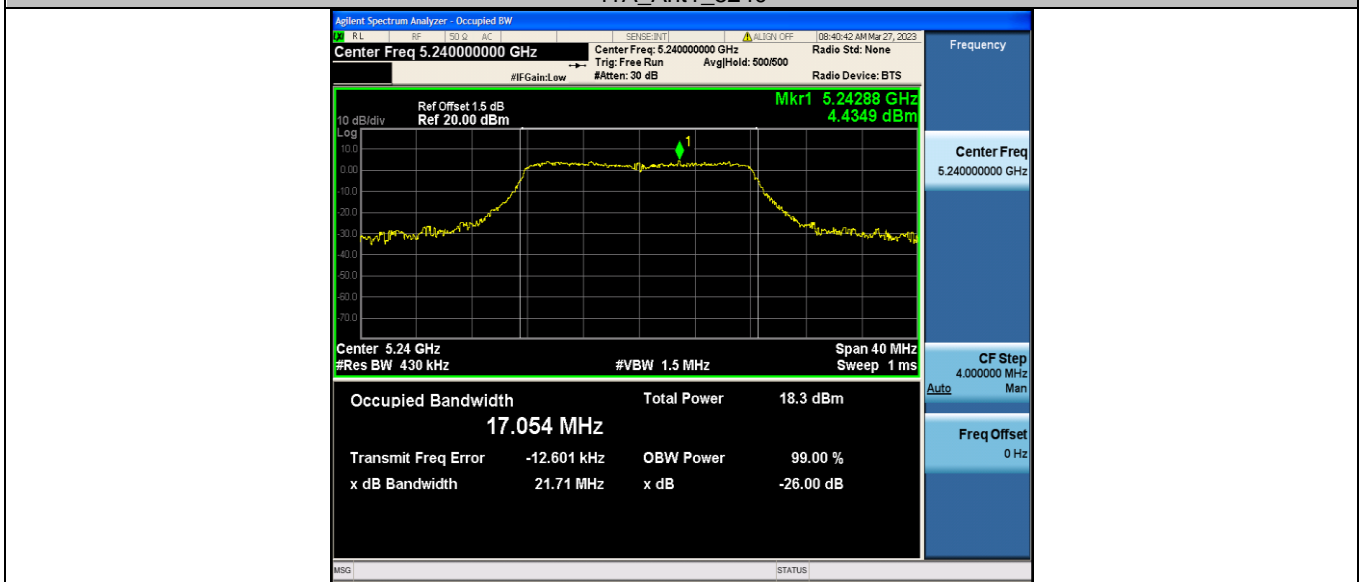 Agilent Spectrum Analyzer - Occupied BW
RL RF 50 Ω AC SENSE:INT ALIGN OFF 08:40:42 AM Mar 27, 2023
Center Freq 5.240000000 GHz
Center Freq: 5.240000000 GHz
Radio Std: None
Trig: Free Run Avg|Hold: 500/500
#IFGain:Low
#Atten: 30 dB
Radio Device: BTS
Frequency
Mkr1 5.24288 GHz
4.4349 dBm
Ref Offset 1.5 dB
10 dB/div Ref 20.00 dBm
Log
10.0
0.00
-10.0
-20.0
-30.0
-40.0
-50.0
-60.0
-70.0
1
Center 5.24 GHz
Span 40 MHz
#Res BW 430 kHz
#VBW 1.5 MHz
Sweep 1 ms
Center Freq
5.240000000 GHz
CF Step
4.000000 MHz
Auto Man
Freq Offset
0 Hz
Occupied Bandwidth
17.054 MHz
Total Power 18.3 dBm
Transmit Freq Error -12.601 kHz OBW Power 99.00 %
x dB Bandwidth 21.71 MHz x dB -26.00 dB
MSG STATUS